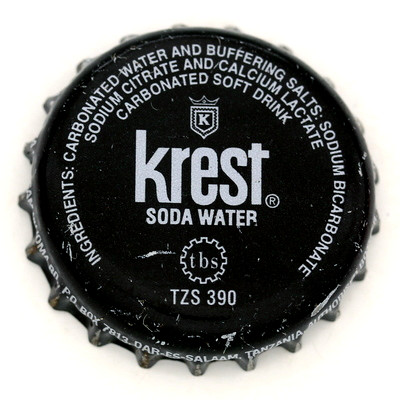 INGREDIENTS: CARBONATED WATER AND BUFFERING SALTS: SODIUM BICARBONATE
SODIUM CITRATE AND CALCIUM LACTATE
CARBONATED SOFT DRINK
K
krest®
SODA WATER
tbs
TZS 390
P.O. BOX 7813, DAR-ES-SALAAM, TANZANIA